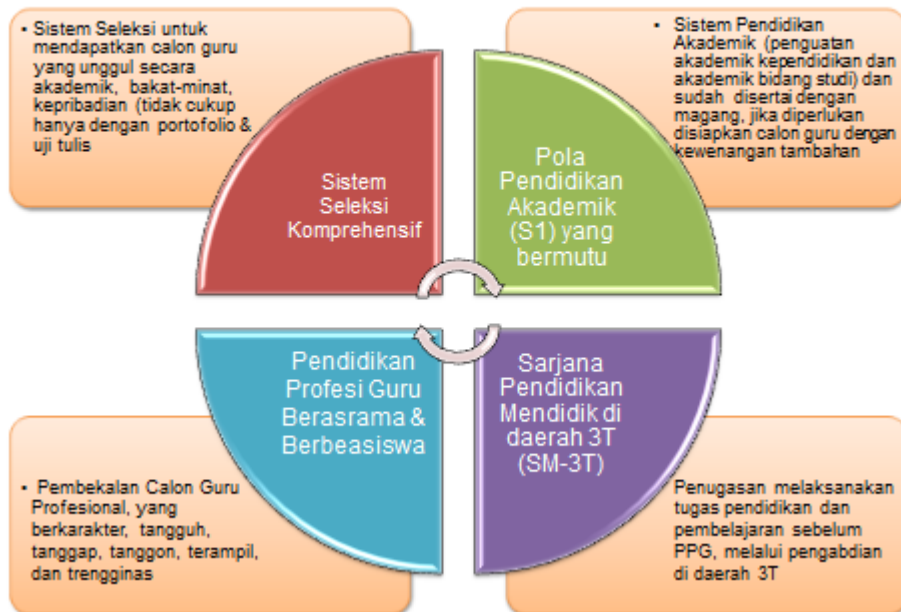 • Sistem Seleksi untuk
mendapatkan calon guru
yang unggul secara
akademik, bakat-minat,
kepribadian (tidak cukup
hanya dengan portofolio &
uji tulis
• Sistem Pendidikan
Akademik (penguatan
akademik kependidikan dan
akademik bidang studi) dan
sudah disertai dengan
magang, jika diperlukan
disiapkan calon guru dengan
kewenangan tambahan
Sistem
Seleksi
Komprehensif
Pola
Pendidikan
Akademik
(S1) yang
bermutu
Pendidikan
Profesi Guru
Berasrama &
Berbeasiswa
Sarjana
Pendidikan
Mendidik di
daerah 3T
(SM-3T)
• Pembekalan Calon Guru
Profesional, yang
berkarakter, tangguh,
tanggap, tanggon, terampil,
dan trengginas
Penugasan melaksanakan
tugas pendidikan dan
pembelajaran sebelum
PPG, melalui pengabdian
di daerah 3T